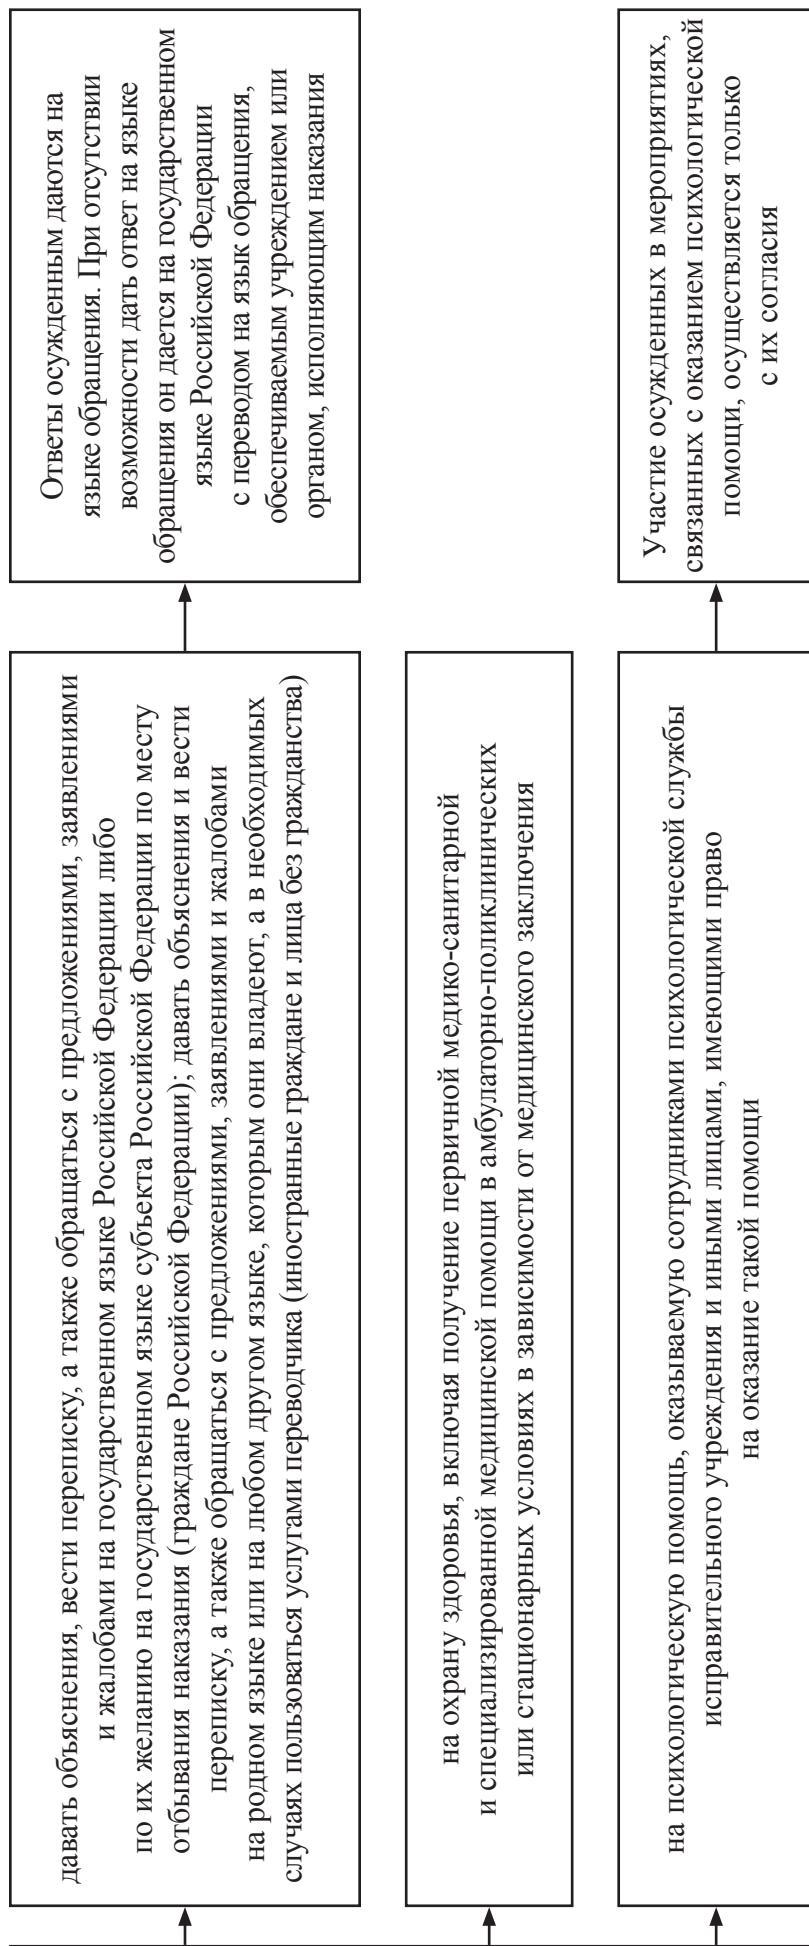 давать объяснения, вести переписку, а также обращаться с предложениями, заявлениями
и жалобами на государственном языке Российской Федерации либо
по их желанию на государственном языке субъекта Российской Федерации по месту
отбывания наказания (граждане Российской Федерации); давать объяснения и вести
переписку, а также обращаться с предложениями, заявлениями и жалобами
на родном языке или на любом другом языке, которым они владеют, а в необходимых
случаях пользоваться услугами переводчика (иностранные граждане и лица без гражданства)
Ответы осужденным даются на
языке обращения. При отсутствии
возможности дать ответ на языке
обращения он дается на государственном
языке Российской Федерации
с переводом на язык обращения,
обеспечиваемым учреждением или
органом, исполняющим наказания
на охрану здоровья, включая получение первичной медико-санитарной
и специализированной медицинской помощи в амбулаторно-поликлинических
или стационарных условиях в зависимости от медицинского заключения
на психологическую помощь, оказываемую сотрудниками психологической службы
исправительного учреждения и иными лицами, имеющими право
на оказание такой помощи
Участие осужденных в мероприятиях,
связанных с оказанием психологической
помощи, осуществляется только
с их согласия